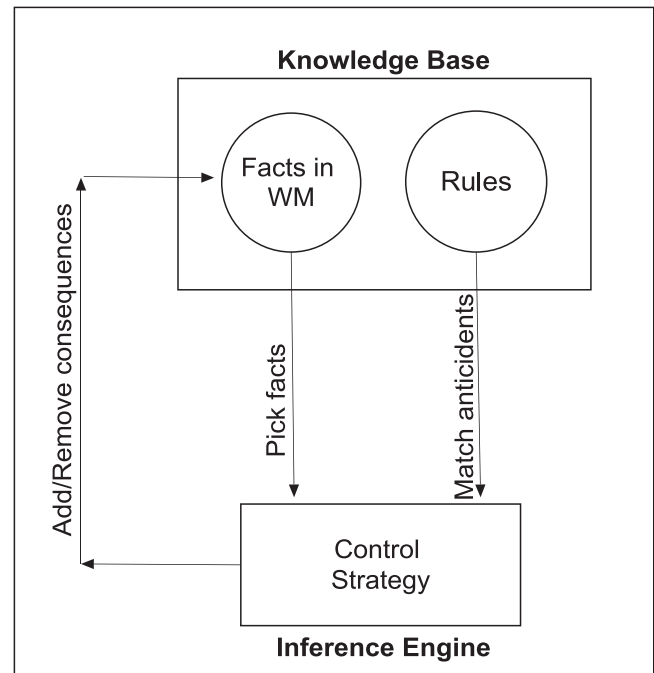 Knowledge Base
Facts in
WM
Rules
Add/Remove consequences
Pick facts
Match anticidents
Control
Strategy
Inference Engine